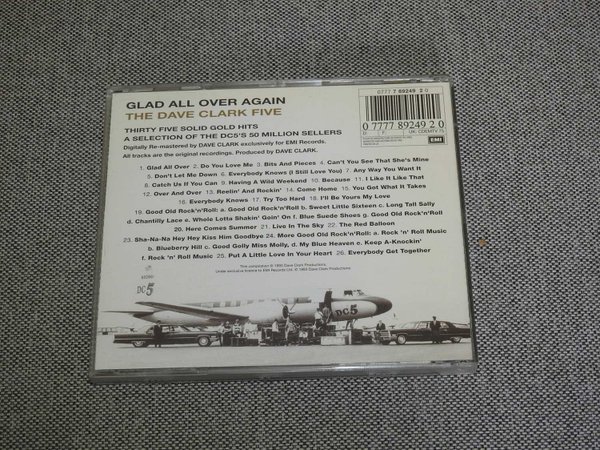 0777 7 89249 2 0
GLAD ALL OVER AGAIN
THE DAVE CLARK FIVE
THIRTY FIVE SOLID GOLD HITS
A SELECTION OF THE DC5'S 50 MILLION SELLERS
0 7777 89249 2 0
UK: CDEMTV 75
EMI
Digitally Re-mastered by DAVE CLARK exclusively for EMI Records.
All tracks are the original recordings. Produced by DAVE CLARK.
1. Glad All Over 2. Do You Love Me 3. Bits And Pieces 4. Can't You See That She's Mine
5. Don't Let Me Down 6. Everybody Knows (I Still Love You) 7. Any Way You Want It
8. Catch Us If You Can 9. Having A Wild Weekend 10. Because 11. I Like It Like That
12. Over And Over 13. Reelin' And Rockin' 14. Come Home 15. You Got What It Takes
16. Everybody Knows 17. Try Too Hard 18. I'll Be Yours My Love
19. Good Old Rock'n'Roll: a. Good Old Rock'n'Roll b. Sweet Little Sixteen c. Long Tall Sally
d. Chantilly Lace e. Whole Lotta Shakin' Goin' On f. Blue Suede Shoes g. Good Old Rock'n'Roll
20. Here Comes Summer 21. Live In The Sky 22. The Red Balloon
23. Sha-Na-Na Hey Hey Kiss Him Goodbye 24. More Good Old Rock'n'Roll: a. Rock 'n' Roll Music
b. Blueberry Hill c. Good Golly Miss Molly, d. My Blue Heaven e. Keep A-Knockin'
f. Rock 'n' Roll Music 25. Put A Little Love In Your Heart 26. Everybody Get Together
DC5
DC5